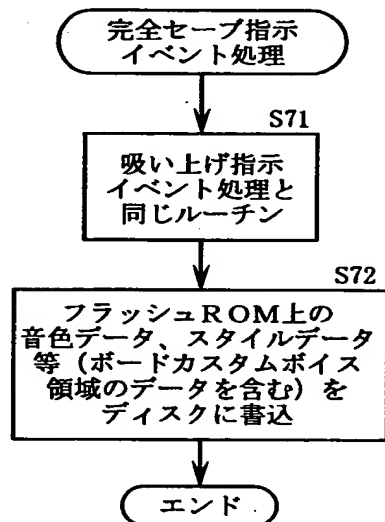 完全セーブ指示
イベント処理
S71
吸い上げ指示
イベント処理と
同じルーチン
S72
フラッシュROM上の
音色データ、スタイルデータ
等（ボードカスタムボイス
領域のデータを含む）を
ディスクに書込
エンド